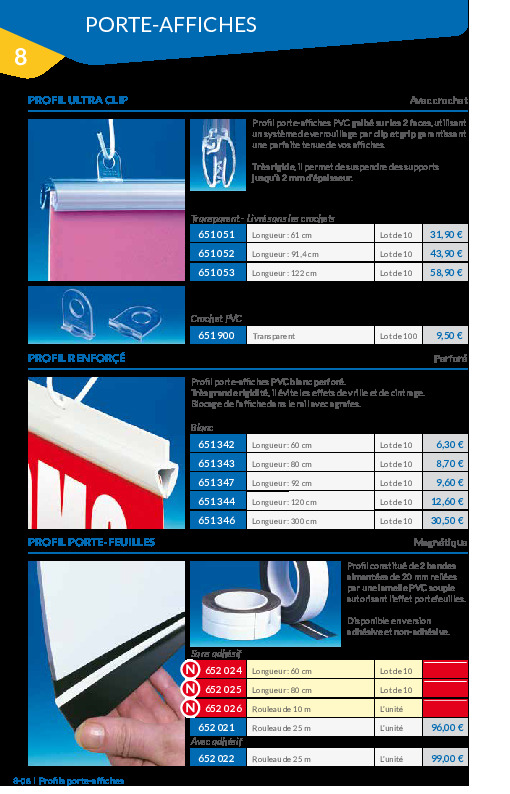 PORTE-AFFICHES
8
PROFIL ULTRA CLIP Avec crochet
Profil porte-affiches PVC galbé sur les 2 faces, utilisant
un système de verrouillage par clip et grip garantissant
une parfaite tenue de vos affiches.
Très rigide, il permet de suspendre des supports
jusqu'à 2 mm d'épaisseur.
Transparent - Livré sans les crochets
651051 Longueur : 61 cm Lot de 10 31,90 €
651052 Longueur : 91,4 cm Lot de 10 43,90 €
651053 Longueur : 122 cm Lot de 10 58,90 €
Crochet PVC
651900 Transparent Lot de 100 9,50 €
PROFIL RENFORÇÉ Perforé
Profil porte-affiches PVC blanc perforé.
Très grande rigidité, il évite les effets de vrille et de cintrage.
Blocage de l'affiche dans le rail avec agrafes.
Blanc
651342 Longueur : 60 cm Lot de 10 6,30 €
651343 Longueur : 80 cm Lot de 10 8,70 €
651347 Longueur : 92 cm Lot de 10 9,60 €
651344 Longueur : 120 cm Lot de 10 12,60 €
651346 Longueur : 300 cm Lot de 10 30,50 €
PROFIL PORTE-FEUILLES Magnétique
Profil constitué de 2 bandes
aimantées de 20 mm reliées
par une lamelle PVC souple
autorisant l'effet portefeuilles.
Disponible en version
adhésive et non-adhésive.
Sans adhésif
N 652 024 Longueur : 60 cm Lot de 10
N 652 025 Longueur : 80 cm Lot de 10
N 652 026 Rouleau de 10 m L'unité
652 021 Rouleau de 25 m L'unité 96,00 €
Avec adhésif
652 022 Rouleau de 25 m L'unité 99,00 €
8-08 | Profils porte-affiches